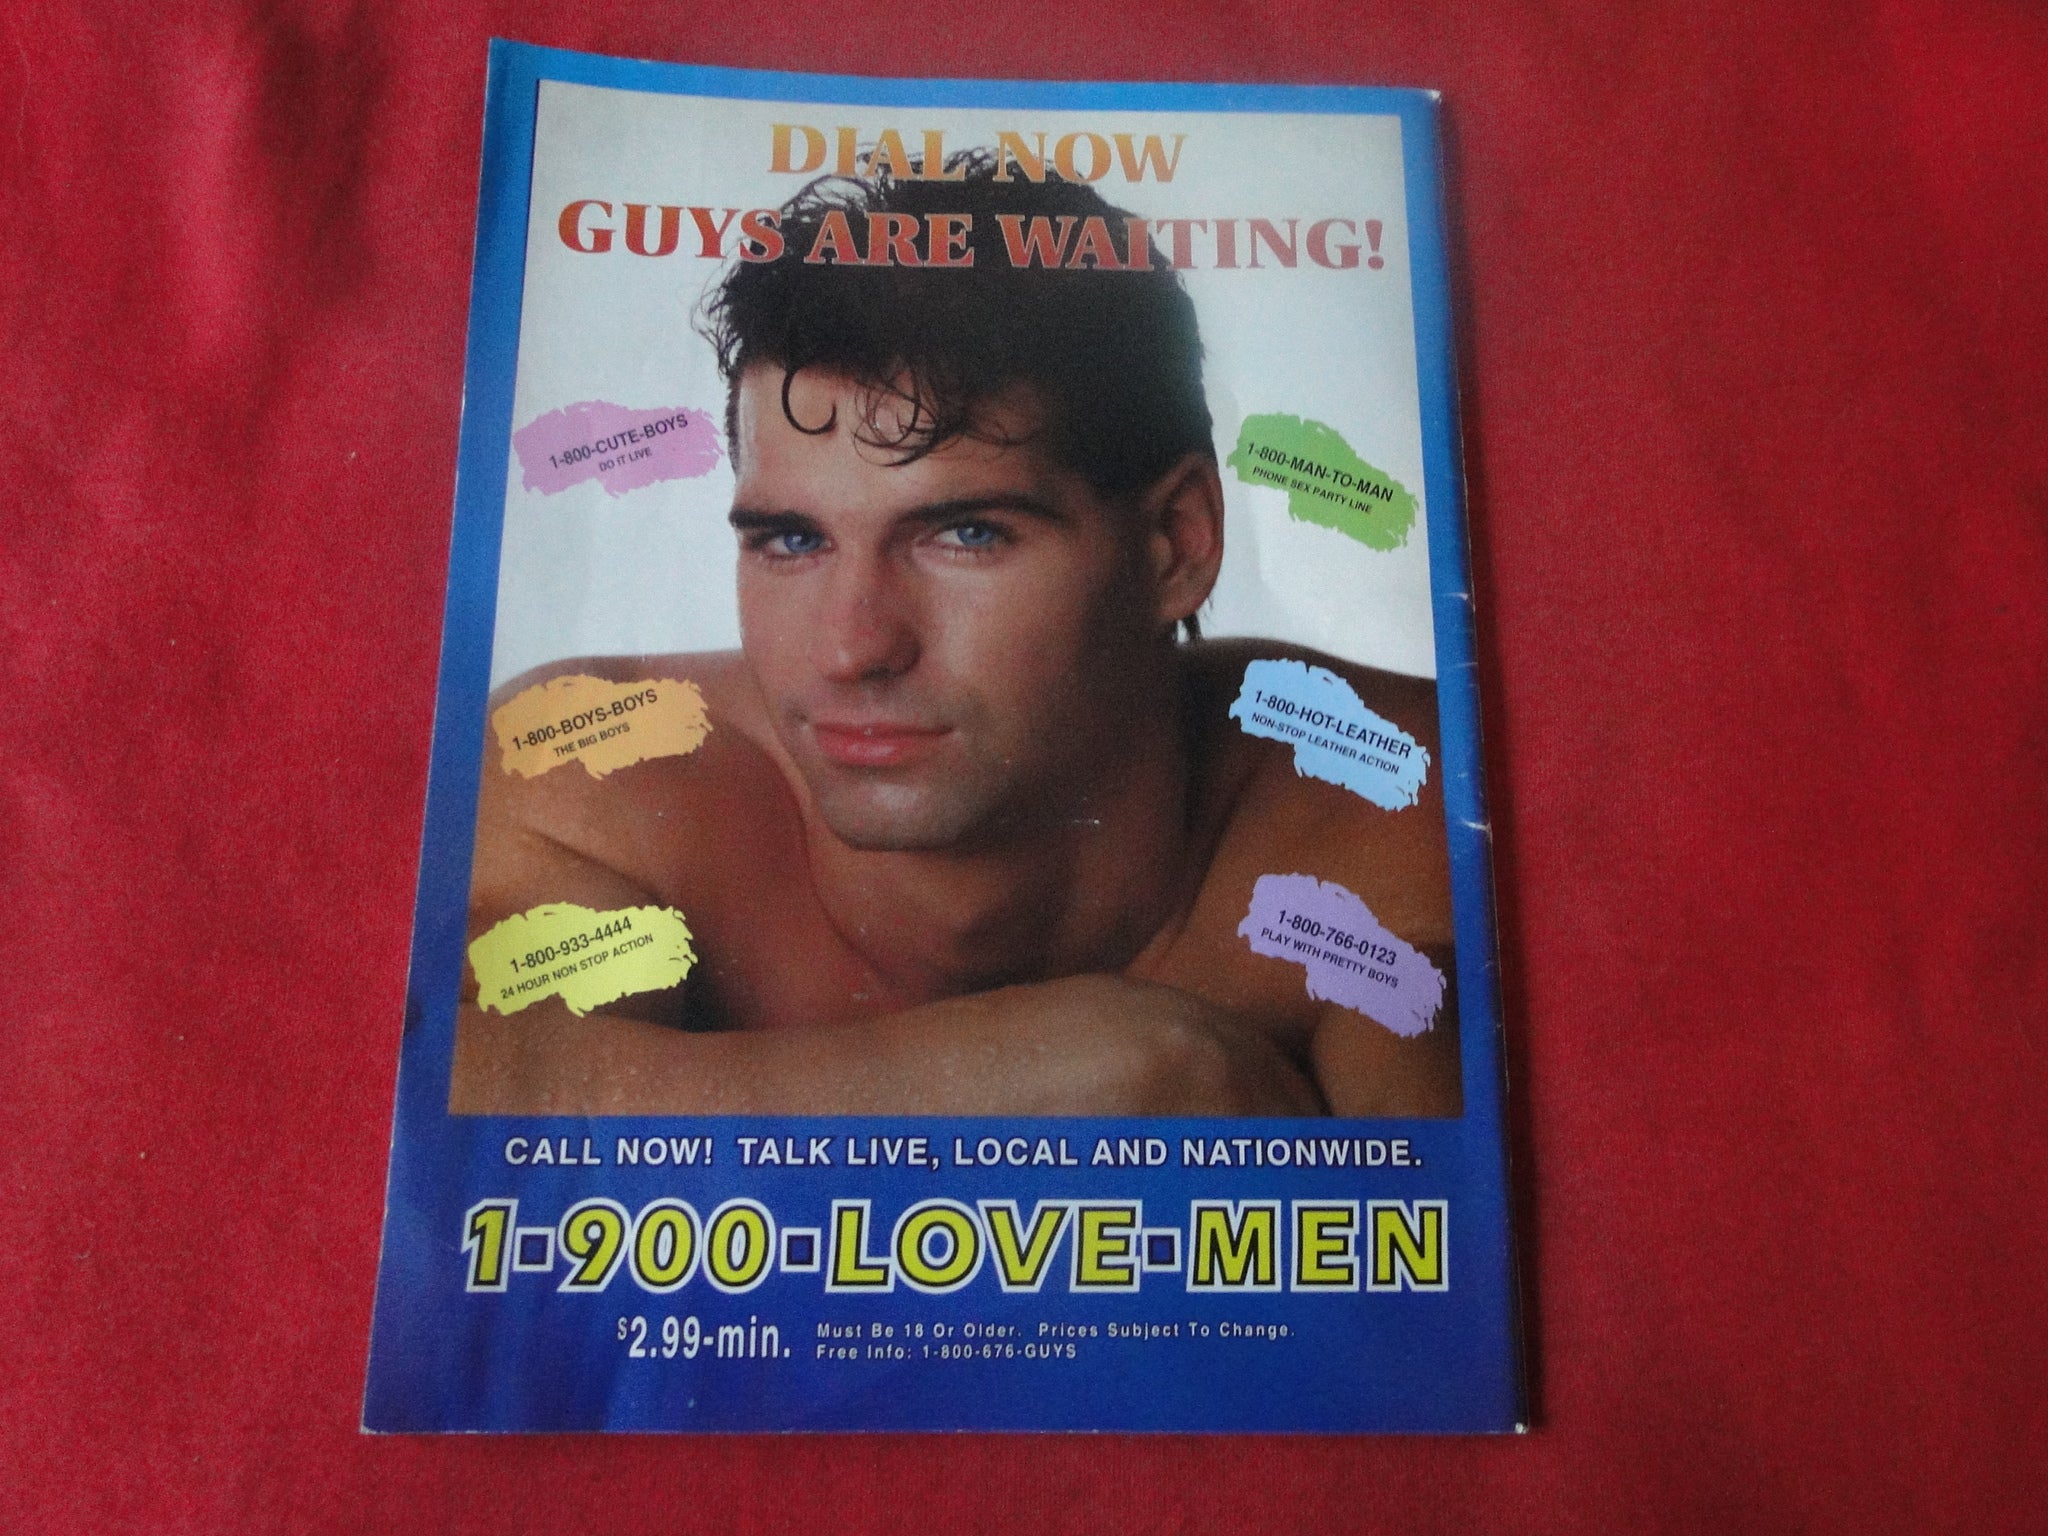 DIAL NOW
GUYS ARE WAITING!
1-800-CUTE-BOYS
DO IT LIVE
1-800-MAN-TO-MAN
PHONE SEX PARTY LINE
1-800-BOYS-BOYS
THE BIG BOYS
1-800-HOT-LEATHER
NON-STOP LEATHER ACTION
1-800-933-4444
24 HOUR NON STOP ACTION
1-800-766-0123
PLAY WITH PRETTY BOYS
CALL NOW! TALK LIVE, LOCAL AND NATIONWIDE.
1-900-LOVE-MEN
$2.99-min.
Must Be 18 Or Older. Prices Subject To Change.
Free Info: 1-800-676-GUYS